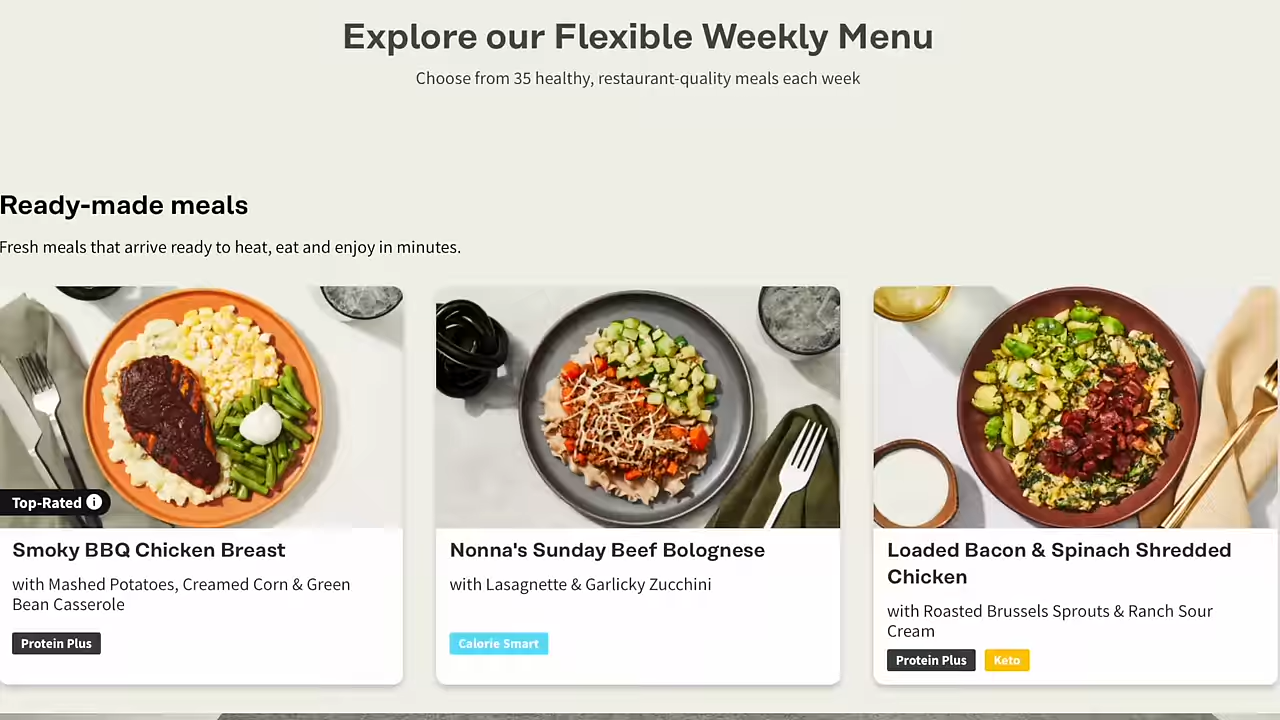 Explore our Flexible Weekly Menu
Choose from 35 healthy, restaurant-quality meals each week
Ready-made meals
Fresh meals that arrive ready to heat, eat and enjoy in minutes.
Top-Rated i
Smoky BBQ Chicken Breast
with Mashed Potatoes, Creamed Corn & Green
Bean Casserole
Protein Plus
Nonna's Sunday Beef Bolognese
with Lasagnette & Garlicky Zucchini
Calorie Smart
Loaded Bacon & Spinach Shredded
Chicken
with Roasted Brussels Sprouts & Ranch Sour
Cream
Protein Plus Keto